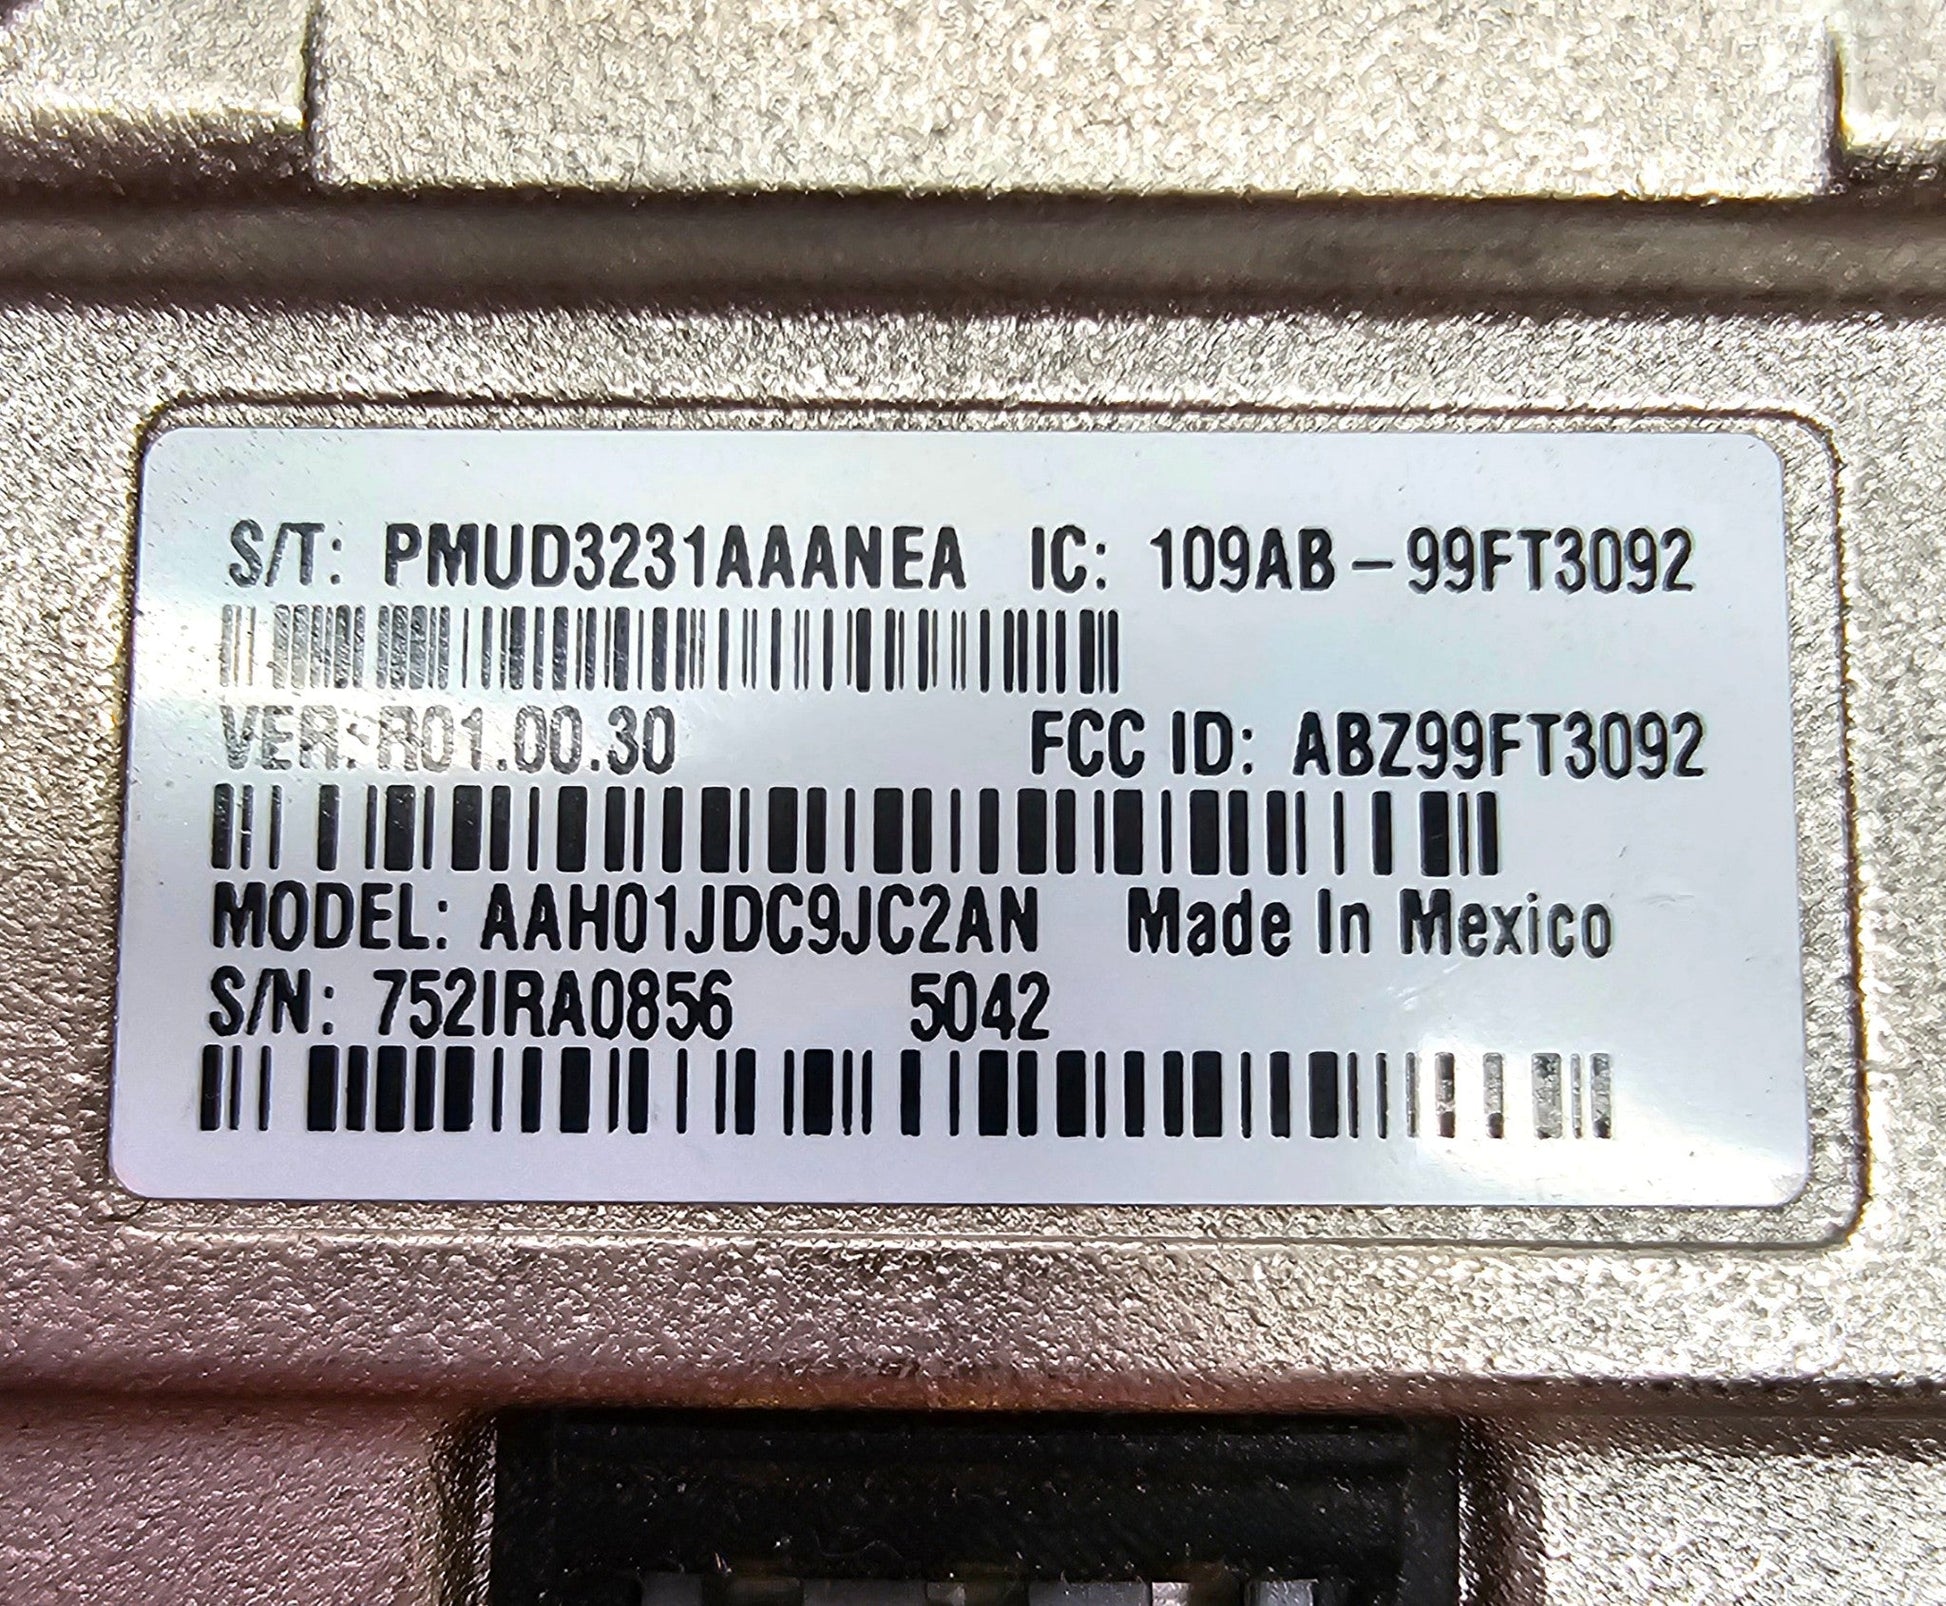 S/T: PMUD3231AAANEA IC: 109AB-99FT3092
VER: R01.00.30 FCC ID: ABZ99FT3092
MODEL: AAH01JDC9JC2AN Made In Mexico
S/N: 752IRA0856 5042